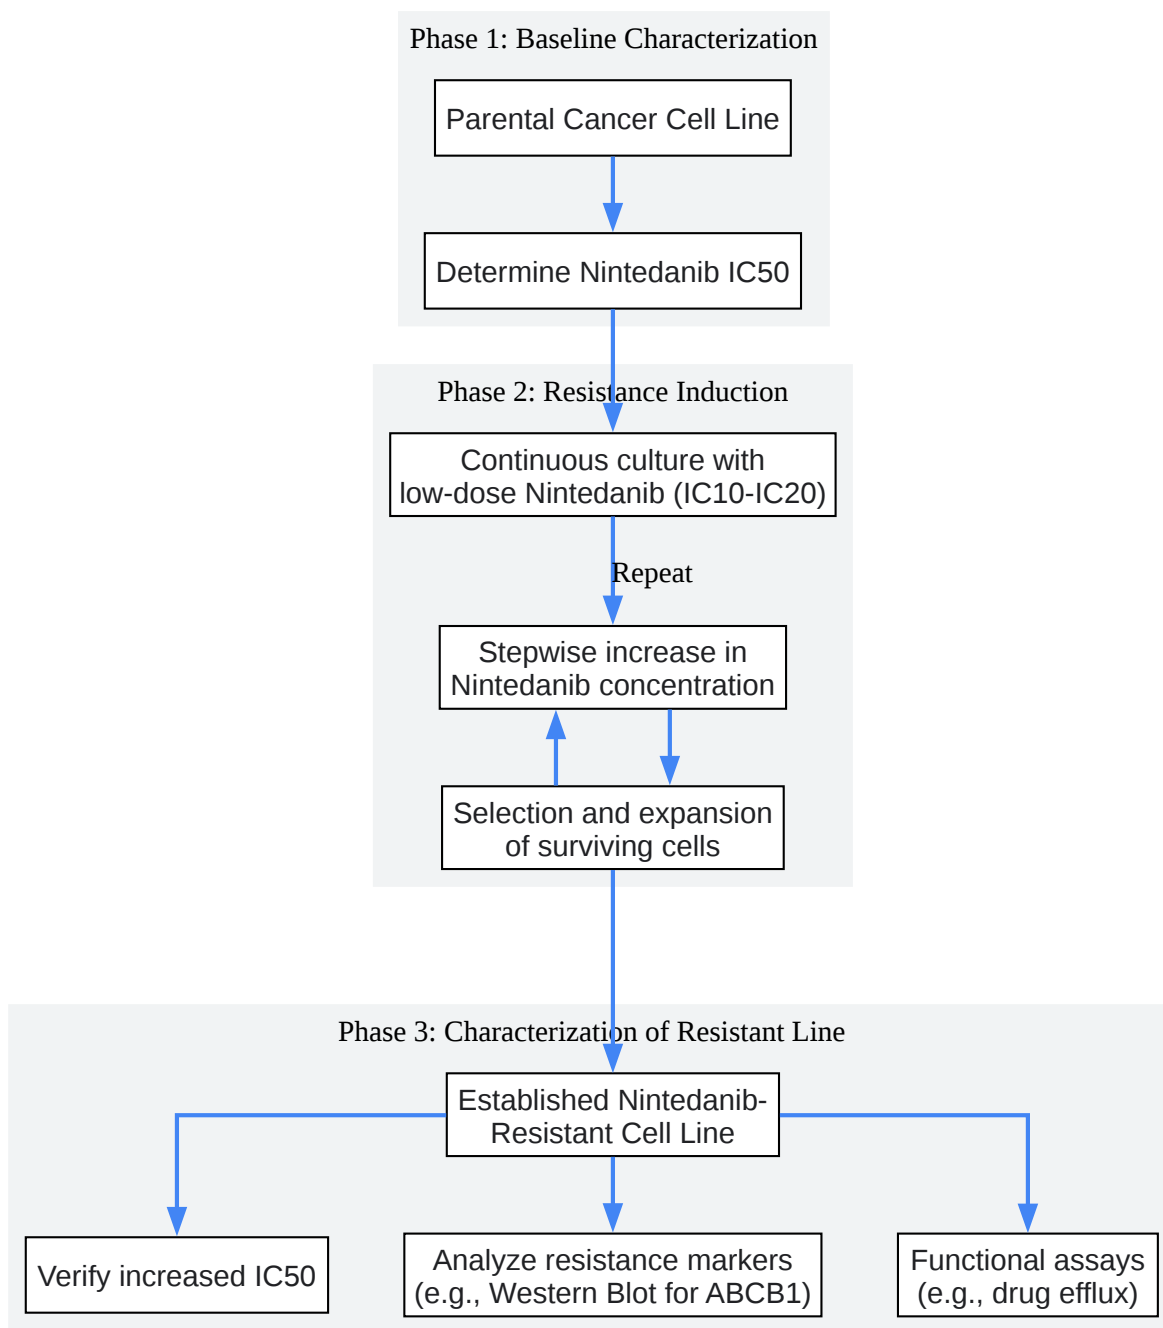 Phase 1: Baseline Characterization
Parental Cancer Cell Line
Determine Nintedanib IC50
Phase 2: Resistance Induction
Continuous culture with
low-dose Nintedanib (IC10-IC20)
Repeat
Stepwise increase in
Nintedanib concentration
Selection and expansion
of surviving cells
Phase 3: Characterization of Resistant Line
Established Nintedanib-
Resistant Cell Line
Verify increased IC50
Analyze resistance markers
(e.g., Western Blot for ABCB1)
Functional assays
(e.g., drug efflux)